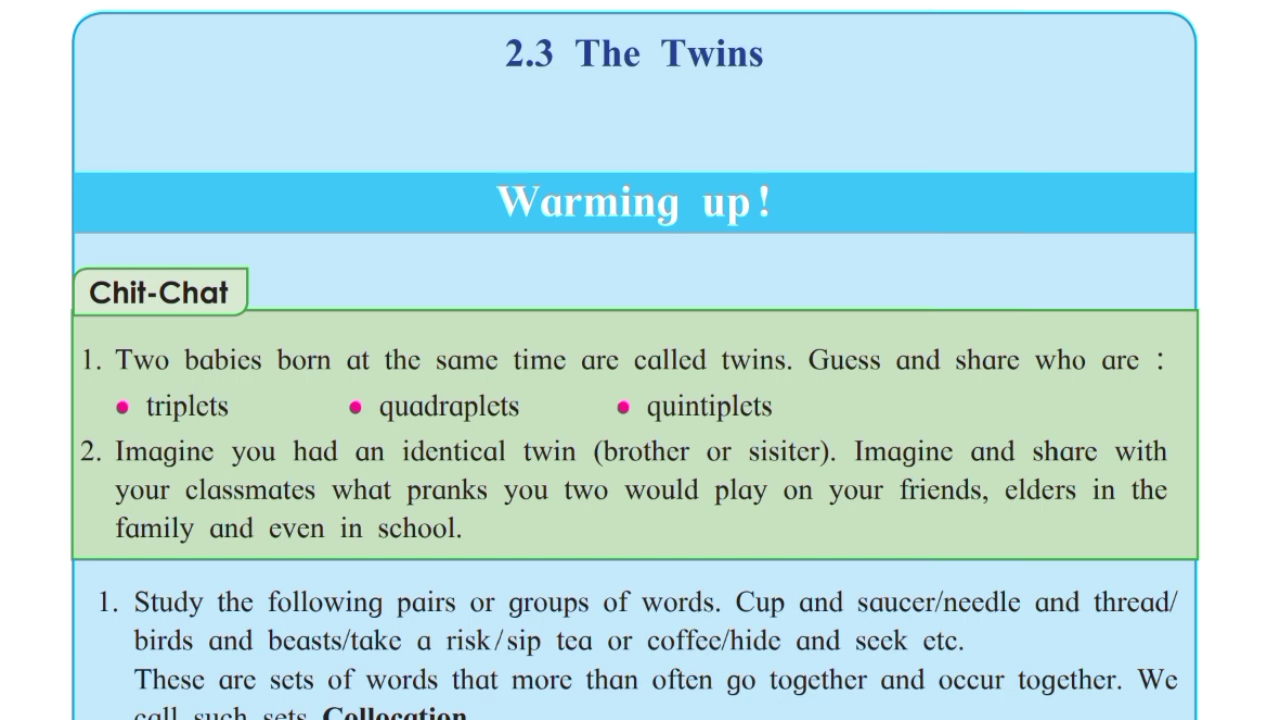 2.3 The Twins
Warming up!
Chit-Chat
1. Two babies born at the same time are called twins. Guess and share who are :
• triplets • quadraplets • quintiplets
2. Imagine you had an identical twin (brother or sisiter). Imagine and share with
your classmates what pranks you two would play on your friends, elders in the
family and even in school.
1. Study the following pairs or groups of words. Cup and saucer/needle and thread/
birds and beasts/take a risk/sip tea or coffee/hide and seek etc.
These are sets of words that more than often go together and occur together. We
call such sets Collocation